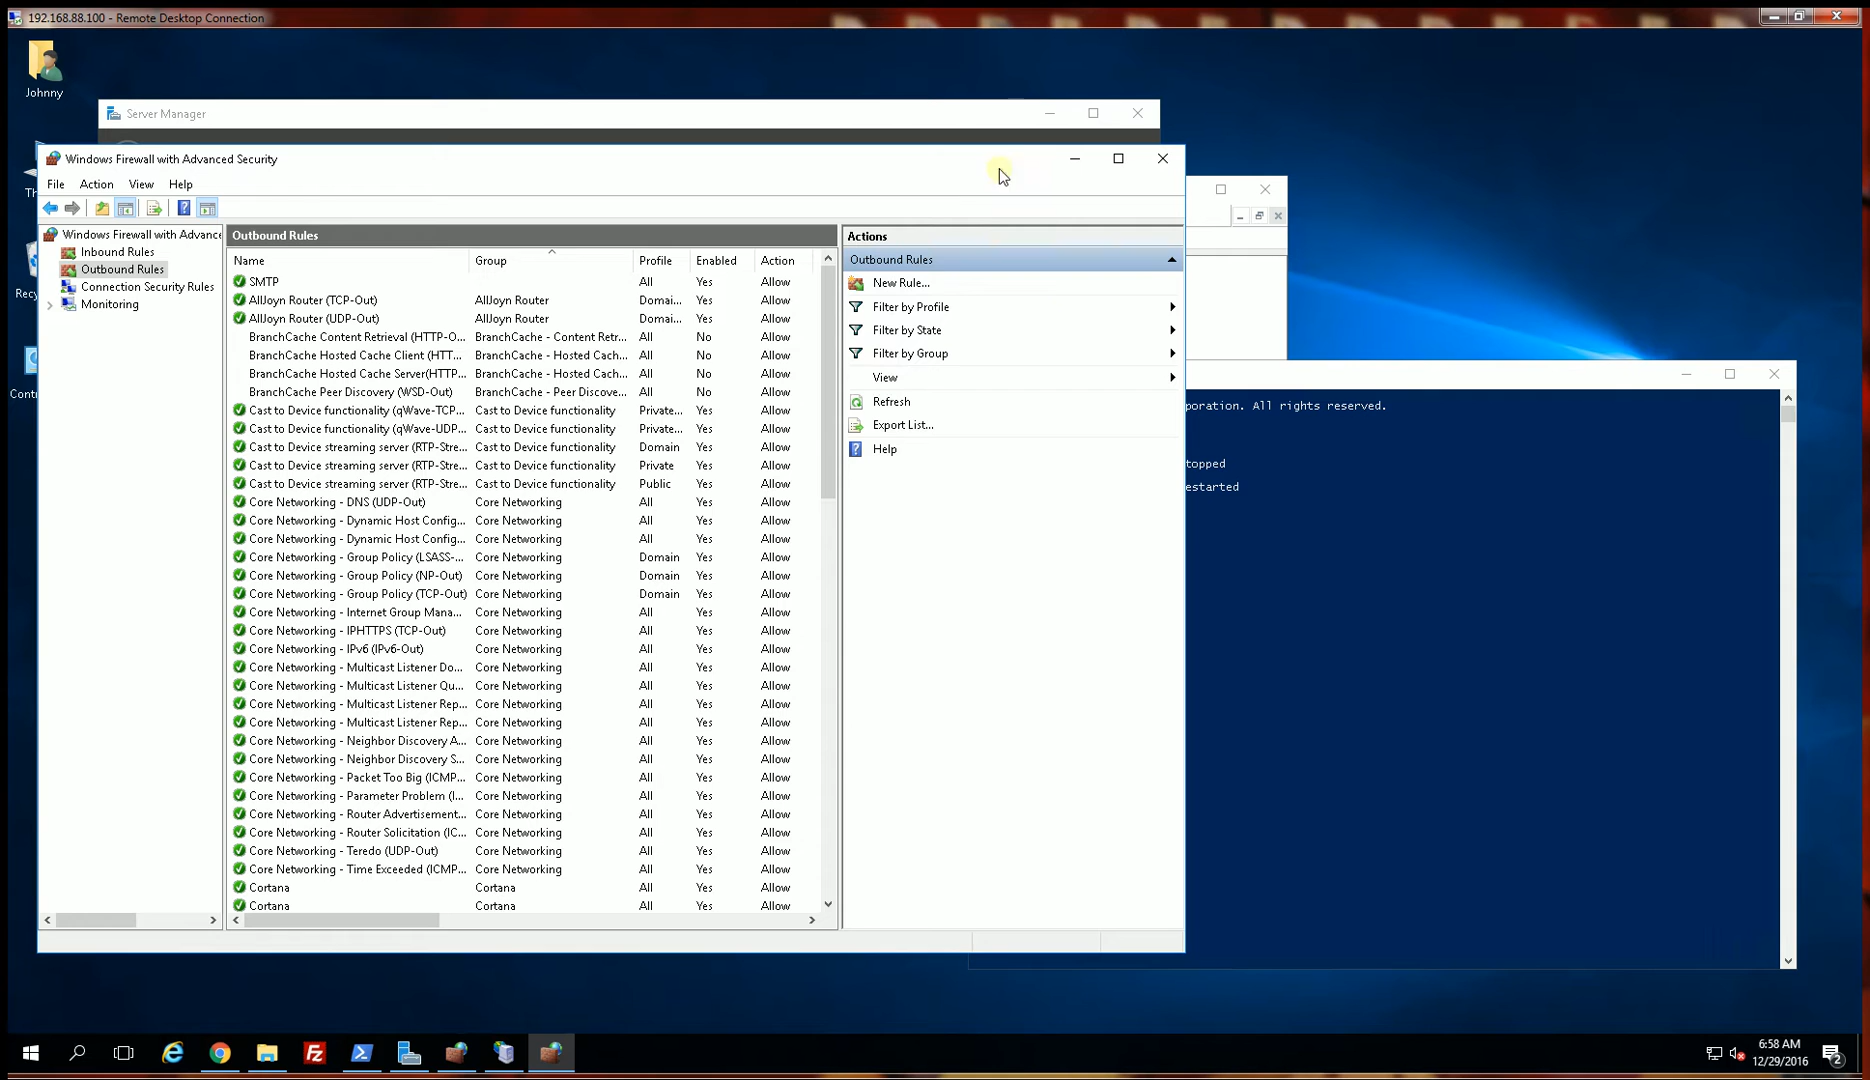 192.168.88.100 - Remote Desktop Connection
Johnny
Server Manager
Windows Firewall with Advanced Security
File Action View Help
Windows Firewall with Advance
Inbound Rules
Outbound Rules
Connection Security Rules
Monitoring
Outbound Rules
Name Group Profile Enabled Action
SMTP All Yes Allow
AllJoyn Router (TCP-Out) AllJoyn Router Domai... Yes Allow
AllJoyn Router (UDP-Out) AllJoyn Router Domai... Yes Allow
BranchCache Content Retrieval (HTTP-O... BranchCache - Content Retr... All No Allow
BranchCache Hosted Cache Client (HTT... BranchCache - Hosted Cach... All No Allow
BranchCache Hosted Cache Server(HTTP... BranchCache - Hosted Cach... All No Allow
BranchCache Peer Discovery (WSD-Out) BranchCache - Peer Discove... All No Allow
Cast to Device functionality (qWave-TCP... Cast to Device functionality Private... Yes Allow
Cast to Device functionality (qWave-UDP... Cast to Device functionality Private... Yes Allow
Cast to Device streaming server (RTP-Stre... Cast to Device functionality Domain Yes Allow
Cast to Device streaming server (RTP-Stre... Cast to Device functionality Private Yes Allow
Cast to Device streaming server (RTP-Stre... Cast to Device functionality Public Yes Allow
Core Networking - DNS (UDP-Out) Core Networking All Yes Allow
Core Networking - Dynamic Host Config... Core Networking All Yes Allow
Core Networking - Dynamic Host Config... Core Networking All Yes Allow
Core Networking - Group Policy (LSASS-... Core Networking Domain Yes Allow
Core Networking - Group Policy (NP-Out) Core Networking Domain Yes Allow
Core Networking - Group Policy (TCP-Out) Core Networking Domain Yes Allow
Core Networking - Internet Group Mana... Core Networking All Yes Allow
Core Networking - IPHTTPS (TCP-Out) Core Networking All Yes Allow
Core Networking - IPv6 (IPv6-Out) Core Networking All Yes Allow
Core Networking - Multicast Listener Do... Core Networking All Yes Allow
Core Networking - Multicast Listener Qu... Core Networking All Yes Allow
Core Networking - Multicast Listener Rep... Core Networking All Yes Allow
Core Networking - Multicast Listener Rep... Core Networking All Yes Allow
Core Networking - Neighbor Discovery A... Core Networking All Yes Allow
Core Networking - Neighbor Discovery S... Core Networking All Yes Allow
Core Networking - Packet Too Big (ICMP... Core Networking All Yes Allow
Core Networking - Parameter Problem (I... Core Networking All Yes Allow
Core Networking - Router Advertisement... Core Networking All Yes Allow
Core Networking - Router Solicitation (IC... Core Networking All Yes Allow
Core Networking - Teredo (UDP-Out) Core Networking All Yes Allow
Core Networking - Time Exceeded (ICMP... Core Networking All Yes Allow
Cortana Cortana All Yes Allow
Cortana Cortana All Yes Allow
Actions
Outbound Rules
New Rule...
Filter by Profile
Filter by State
Filter by Group
View
Refresh
Export List...
Help
poration. All rights reserved.
topped
estarted
Th
Recy
Contr
6:58 AM
12/29/2016
2